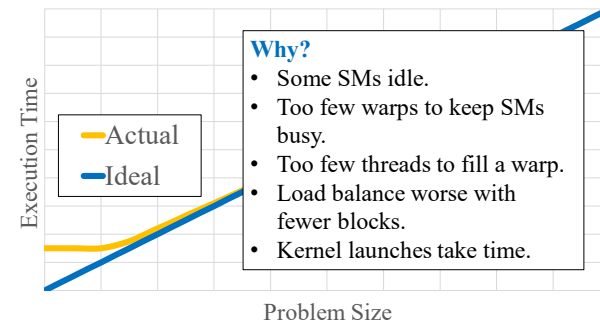 Why?
• Some SMs idle.
• Too few warps to keep SMs
busy.
• Too few threads to fill a warp.
• Load balance worse with
fewer blocks.
• Kernel launches take time.
Actual
Ideal
Execution Time
Problem Size